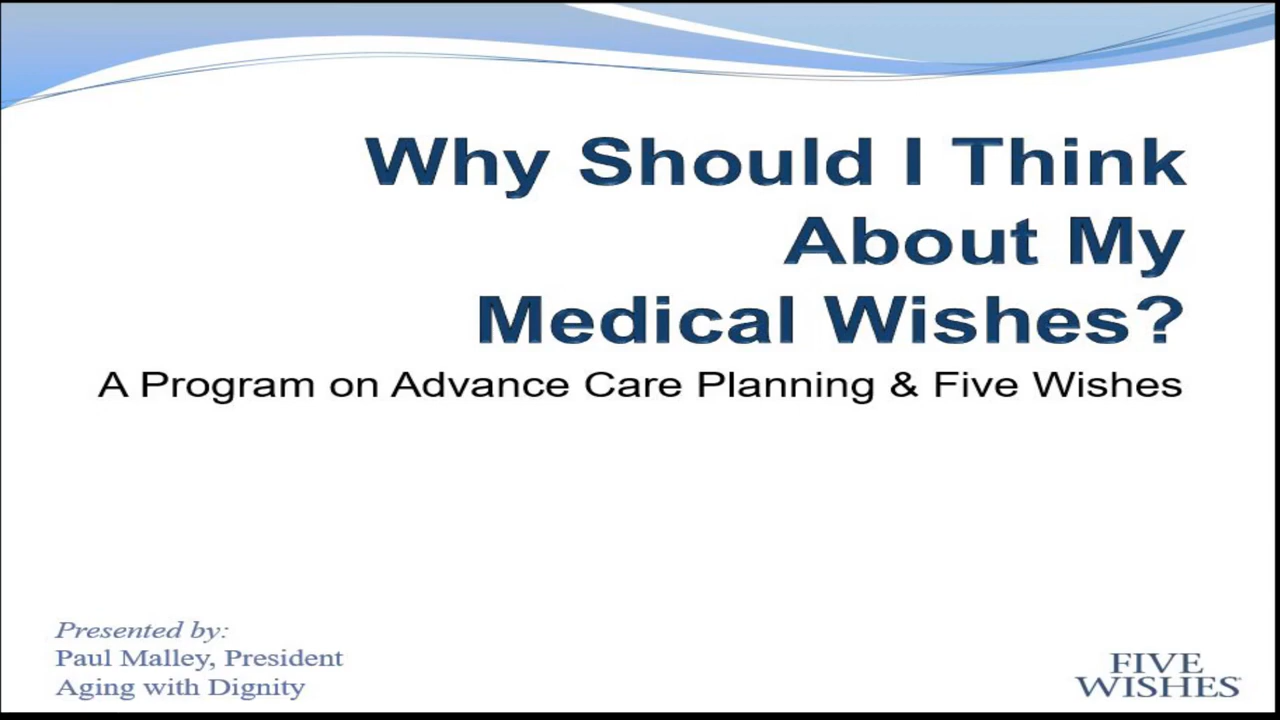 Why Should I Think
About My
Medical Wishes?
A Program on Advance Care Planning & Five Wishes
Presented by:
Paul Malley, President
Aging with Dignity
FIVE
WISHES